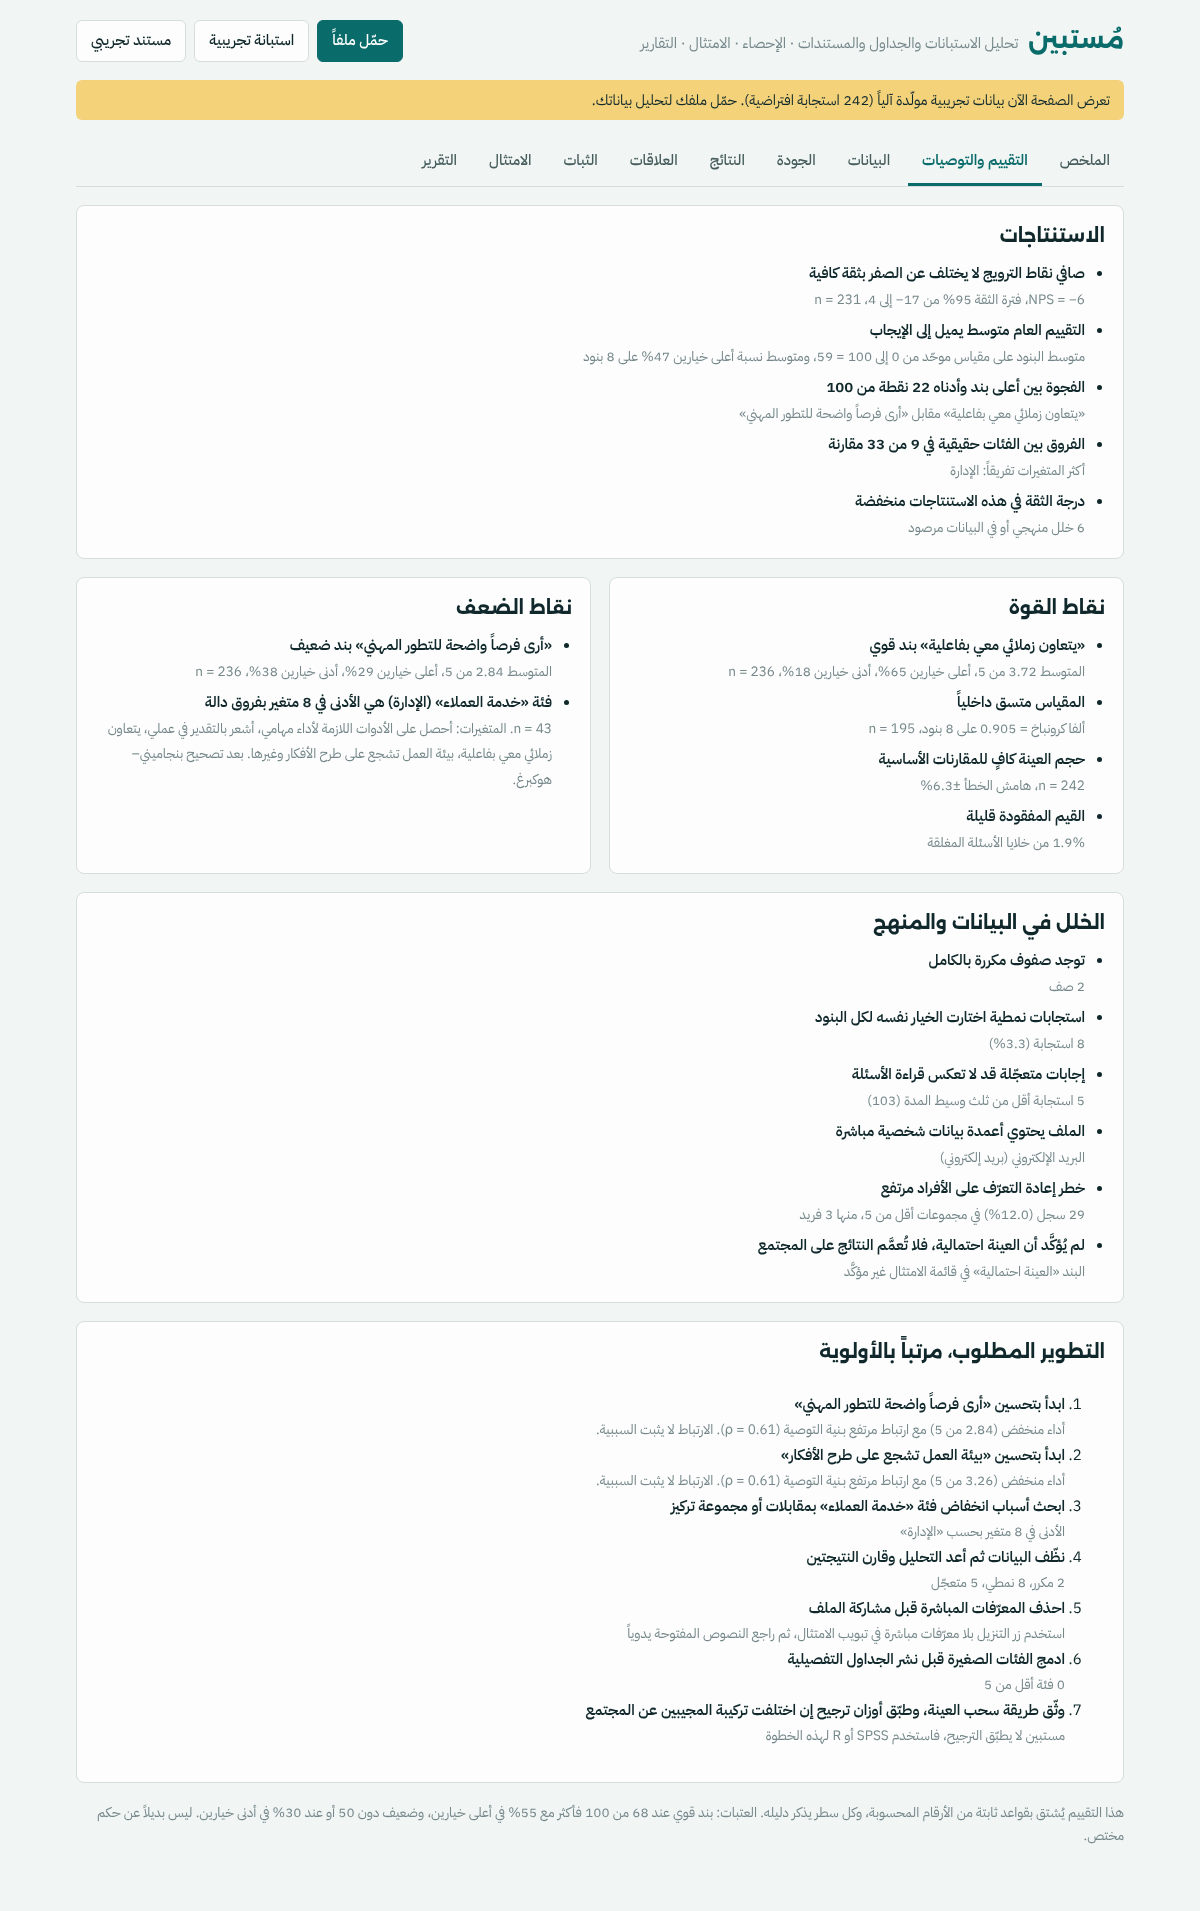 مُستبين
تحليل الاستبانات والجداول والمستندات · الإحصاء · الامتثال · التقارير
حمّل ملفاً
استبانة تجريبية
مستند تجريبي
تعرض الصفحة الآن بيانات تجريبية مولّدة آلياً (242 استجابة افتراضية). حمّل ملفك لتحليل بياناتك.
الملخص
التقييم والتوصيات
البيانات
الجودة
النتائج
العلاقات
الثبات
الامتثال
التقرير
الاستنتاجات
صافي نقاط الترويج لا يختلف عن الصفر بثقة كافية
NPS = −6، فترة الثقة 95% من −17 إلى 4، n = 231
التقييم العام متوسط يميل إلى الإيجاب
متوسط البنود على مقياس موحّد من 0 إلى 100 = 59، ومتوسط نسبة أعلى خيارين 47% على 8 بنود
الفجوة بين أعلى بند وأدناه 22 نقطة من 100
«يتعاون زملائي معي بفاعلية» مقابل «أرى فرصاً واضحة للتطور المهني»
الفروق بين الفئات حقيقية في 9 من 33 مقارنة
أكثر المتغيرات تفريقاً: الإدارة
درجة الثقة في هذه الاستنتاجات منخفضة
6 خلل منهجي أو في البيانات مرصود
نقاط القوة
«يتعاون زملائي معي بفاعلية» بند قوي
المتوسط 3.72 من 5، أعلى خيارين 65%، أدنى خيارين 18%، n = 236
المقياس متسق داخلياً
ألفا كرونباخ = 0.905 على 8 بنود، n = 195
حجم العينة كافٍ للمقارنات الأساسية
n = 242، هامش الخطأ ±6.3%
القيم المفقودة قليلة
1.9% من خلايا الأسئلة المغلقة
نقاط الضعف
«أرى فرصاً واضحة للتطور المهني» بند ضعيف
المتوسط 2.84 من 5، أعلى خيارين 29%، أدنى خيارين 38%، n = 236
فئة «خدمة العملاء» (الإدارة) هي الأدنى في 8 متغير بفروق دالة
n = 43. المتغيرات: أحصل على الأدوات اللازمة لأداء مهامي، أشعر بالتقدير في عملي، يتعاون
زملائي معي بفاعلية، بيئة العمل تشجع على طرح الأفكار وغيرها. بعد تصحيح بنجاميني–
هوكبرغ.
الخلل في البيانات والمنهج
توجد صفوف مكررة بالكامل
2 صف
استجابات نمطية اختارت الخيار نفسه لكل البنود
8 استجابة (3.3%)
إجابات متعجّلة قد لا تعكس قراءة الأسئلة
5 استجابة أقل من ثلث وسيط المدة (103)
الملف يحتوي أعمدة بيانات شخصية مباشرة
البريد الإلكتروني (بريد إلكتروني)
خطر إعادة التعرّف على الأفراد مرتفع
29 سجل (12.0%) في مجموعات أقل من 5، منها 3 فريد
لم يُؤكَّد أن العينة احتمالية، فلا تُعمَّم النتائج على المجتمع
البند «العينة احتمالية» في قائمة الامتثال غير مؤكَّد
التطوير المطلوب، مرتباً بالأولوية
1. ابدأ بتحسين «أرى فرصاً واضحة للتطور المهني»
أداء منخفض (2.84 من 5) مع ارتباط مرتفع بنية التوصية (ρ = 0.61). الارتباط لا يثبت السببية.
2. ابدأ بتحسين «بيئة العمل تشجع على طرح الأفكار»
أداء منخفض (3.26 من 5) مع ارتباط مرتفع بنية التوصية (ρ = 0.61). الارتباط لا يثبت السببية.
3. ابحث أسباب انخفاض فئة «خدمة العملاء» بمقابلات أو مجموعة تركيز
الأدنى في 8 متغير بحسب «الإدارة»
4. نظّف البيانات ثم أعد التحليل وقارن النتيجتين
2 مكرر، 8 نمطي، 5 متعجّل
5. احذف المعرّفات المباشرة قبل مشاركة الملف
استخدم زر التنزيل بلا معرّفات مباشرة في تبويب الامتثال، ثم راجع النصوص المفتوحة يدوياً
6. ادمج الفئات الصغيرة قبل نشر الجداول التفصيلية
0 فئة أقل من 5
7. وثّق طريقة سحب العينة، وطبّق أوزان ترجيح إن اختلفت تركيبة المجيبين عن المجتمع
مستبين لا يطبّق الترجيح، فاستخدم SPSS أو R لهذه الخطوة
هذا التقييم يُشتق بقواعد ثابتة من الأرقام المحسوبة، وكل سطر يذكر دليله. العتبات: بند قوي عند 68 من 100 فأكثر مع 55% في أعلى خيارين، وضعيف دون 50 أو عند 30% في أدنى خيارين. ليس بديلاً عن حكم
مختص.